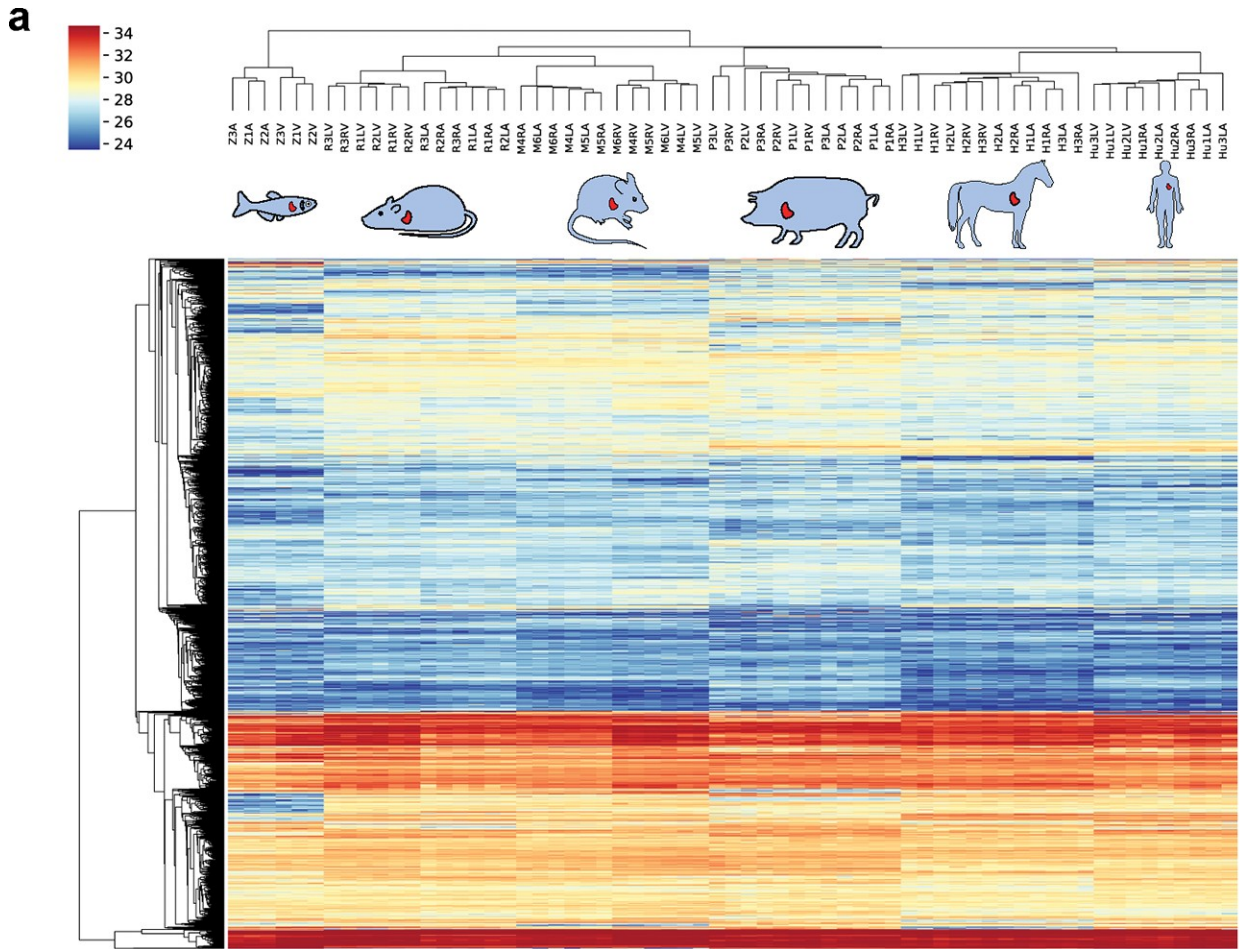 a
34
32
30
28
26
24
Z3A
Z1A
Z2A
Z3V
Z1V
Z2V
R3LV
R3RV
R1LV
R2LV
R1RV
R2RV
R3LA
R2RA
R3RA
R1LA
R1RA
R2LA
M4RA
M6LA
M6RA
M4LA
M5LA
M5RA
M6RV
M4RV
M5RV
M6LV
M4LV
M5LV
P3LV
P3RV
P2LV
P3RA
P2RV
P1LV
P1RV
P3LA
P2LA
P2RA
P1LA
P1RA
H3LV
H1LV
H1RV
H2LV
H2RV
H3RV
H2LA
H2RA
H1LA
H1RA
H3LA
H3RA
Hu3LV
Hu1LV
Hu2LV
Hu1RA
Hu2LA
Hu2RA
Hu3RA
Hu1LA
Hu3LA